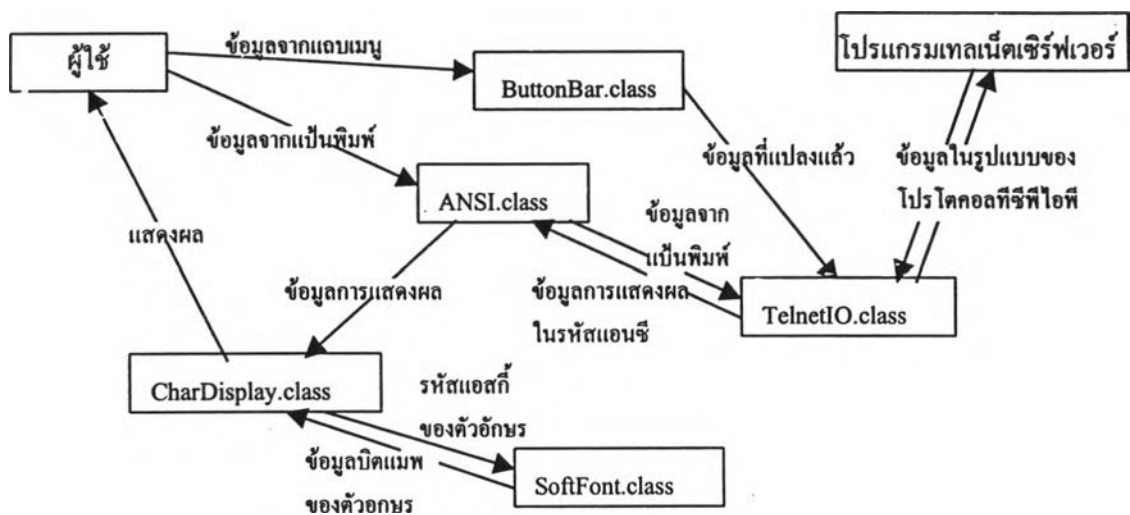 ผู้ใช้
ข้อมูลจากแถบเมนู
โปรแกรมเทลเน็ตเซิร์ฟเวอร์
ButtonBar.class
ข้อมูลจากแป้นพิมพ์
ข้อมูลที่แปลงแล้ว
ข้อมูลในรูปแบบของ
โปรโตคอลทีซีพีไอพี
ANSI.class
ข้อมูลจาก
แป้นพิมพ์
แสดงผล
ข้อมูลการแสดงผล
ข้อมูลการแสดงผล
ในรหัสแอนซี
TelnetIO.class
CharDisplay.class
รหัสแอสกี้
ของตัวอักษร
ข้อมูลบิตแมพ
ของตัวอกษร
SoftFont.class